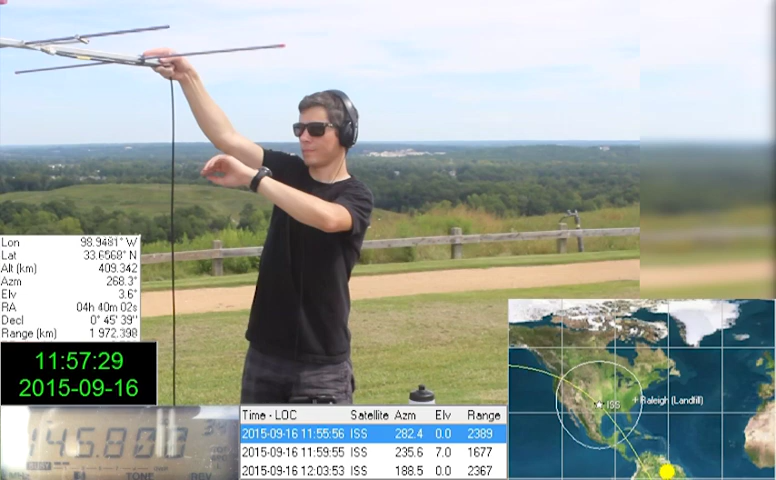 Lon 98.9481° W
Lat 33.6568° N
Alt (km) 409.342
Azm 268.3°
Elv 3.6°
RA 04h 40m 02s
Decl 0° 45' 39"
Range (km) 1 972.398
11:57:29
2015-09-16
145.800
BUSY
TONE REV
Time - LOC Satellite Azm Elv Range
2015-09-16 11:55:56 ISS 282.4 0.0 2389
2015-09-16 11:59:55 ISS 235.6 7.0 1677
2015-09-16 12:03:53 ISS 188.5 0.0 2367
ISS
Raleigh (Landfill)